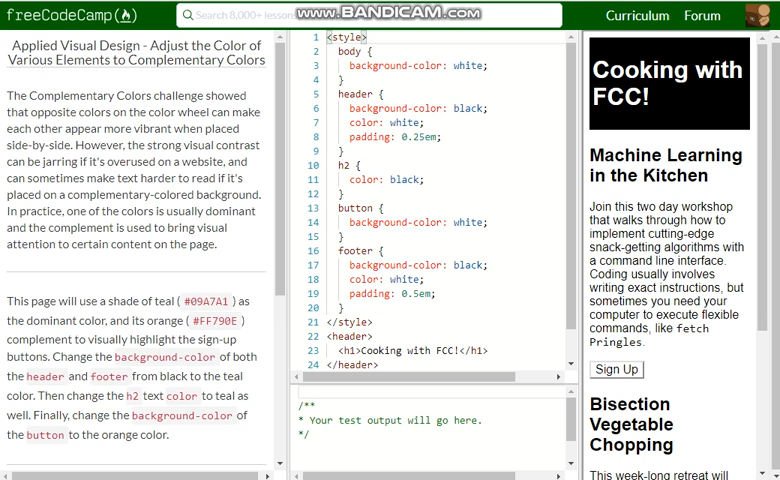 freeCodeCamp(🔥)
Search 8,000+ lessons
www.BANDICAM.com
Curriculum
Forum
Applied Visual Design - Adjust the Color of
Various Elements to Complementary Colors
The Complementary Colors challenge showed
that opposite colors on the color wheel can make
each other appear more vibrant when placed
side-by-side. However, the strong visual contrast
can be jarring if it's overused on a website, and
can sometimes make text harder to read if it's
placed on a complementary-colored background.
In practice, one of the colors is usually dominant
and the complement is used to bring visual
attention to certain content on the page.
This page will use a shade of teal ( #09A7A1 ) as
the dominant color, and its orange ( #FF790E )
complement to visually highlight the sign-up
buttons. Change the background-color of both
the header and footer from black to the teal
color. Then change the h2 text color to teal as
well. Finally, change the background-color of
the button to the orange color.
1 <style>
2 body {
3 background-color: white;
4 }
5 header {
6 background-color: black;
7 color: white;
8 padding: 0.25em;
9 }
10 h2 {
11 color: black;
12 }
13 button {
14 background-color: white;
15 }
16 footer {
17 background-color: black;
18 color: white;
19 padding: 0.5em;
20 }
21 </style>
22 <header>
23 <h1>Cooking with FCC!</h1>
24 </header>
/**
* Your test output will go here.
*/
Cooking with
FCC!
Machine Learning
in the Kitchen
Join this two day workshop
that walks through how to
implement cutting-edge
snack-getting algorithms with
a command line interface.
Coding usually involves
writing exact instructions, but
sometimes you need your
computer to execute flexible
commands, like fetch
Pringles.
Sign Up
Bisection
Vegetable
Chopping
This week-long retreat will